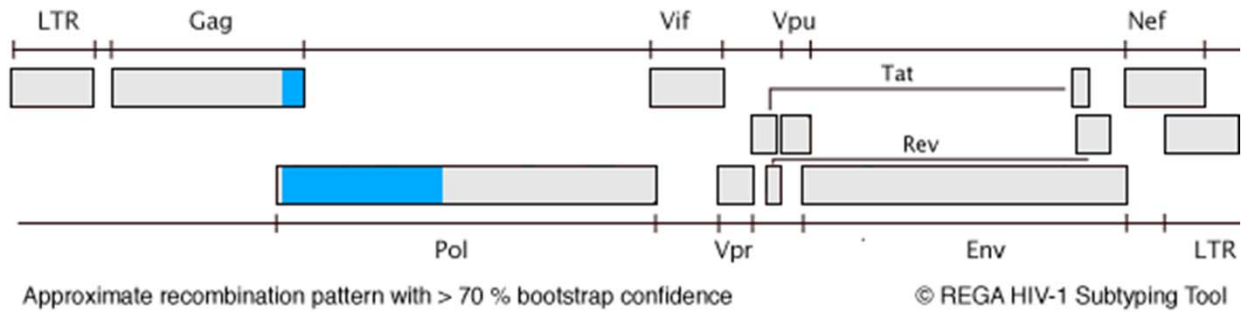 LTR Gag Vif Vpu Nef
Tat
Rev
Pol Vpr Env LTR
Approximate recombination pattern with > 70 % bootstrap confidence © REGA HIV-1 Subtyping Tool